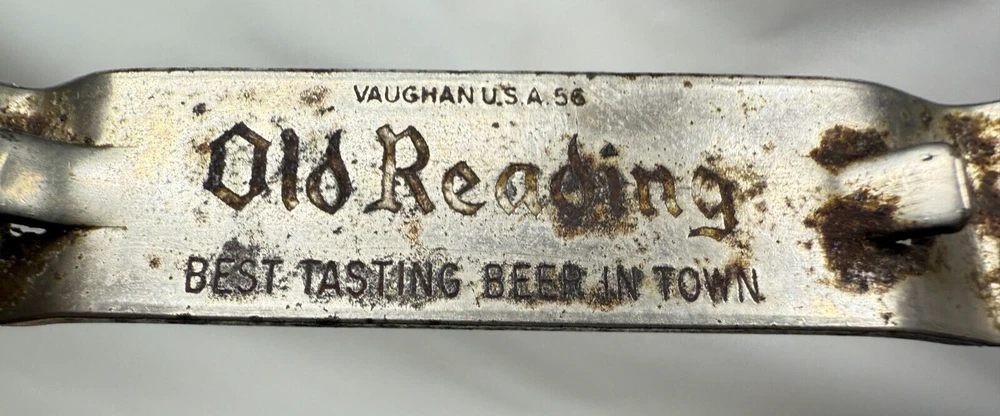 VAUGHAN U.S.A. 56
Old Reading
BEST TASTING BEER IN TOWN